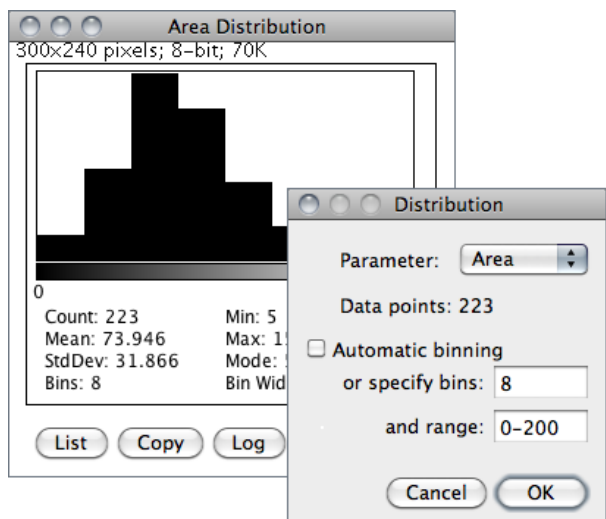 Area Distribution
300x240 pixels; 8-bit; 70K
0
Count: 223 Min: 5
Mean: 73.946 Max:
StdDev: 31.866 Mode:
Bins: 8 Bin
List Copy Log
Distribution
Parameter: Area
Data points: 223
Automatic binning
or specify bins: 8
and range: 0-200
Cancel OK